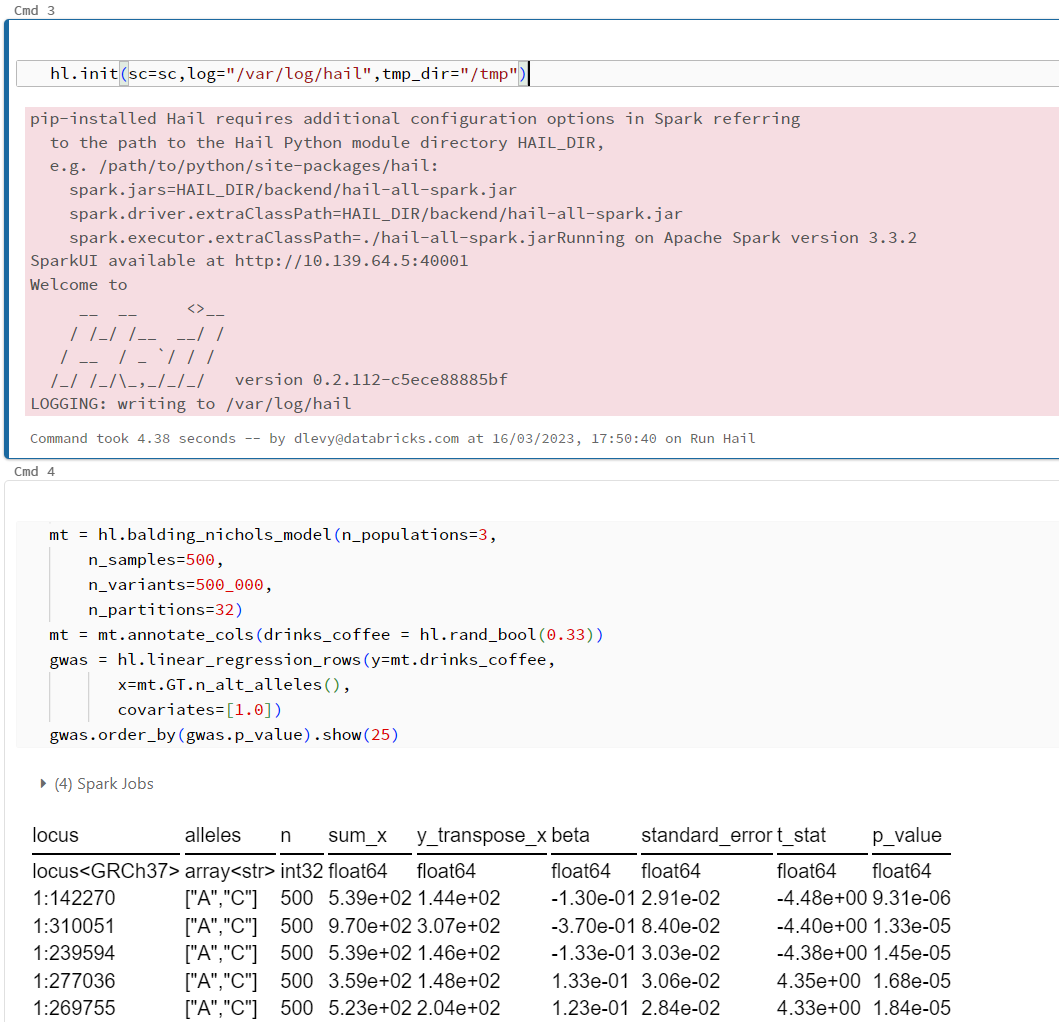 Cmd 3
hl.init(sc=sc,log="/var/log/hail",tmp_dir="/tmp")
pip-installed Hail requires additional configuration options in Spark referring
  to the path to the Hail Python module directory HAIL_DIR,
  e.g. /path/to/python/site-packages/hail:
    spark.jars=HAIL_DIR/backend/hail-all-spark.jar
    spark.driver.extraClassPath=HAIL_DIR/backend/hail-all-spark.jar
    spark.executor.extraClassPath=./hail-all-spark.jarRunning on Apache Spark version 3.3.2
SparkUI available at http://10.139.64.5:40001
Welcome to
     __  __     <>__
    / /_/ /__  __/ /
   / __  / _ `/ / /
  /_/ /_/\_,_/_/_/   version 0.2.112-c5ece88885bf
LOGGING: writing to /var/log/hail
Command took 4.38 seconds -- by dlevy@databricks.com at 16/03/2023, 17:50:40 on Run Hail
Cmd 4
mt = hl.balding_nichols_model(n_populations=3,
    n_samples=500,
    n_variants=500_000,
    n_partitions=32)
mt = mt.annotate_cols(drinks_coffee = hl.rand_bool(0.33))
gwas = hl.linear_regression_rows(y=mt.drinks_coffee,
       x=mt.GT.n_alt_alleles(),
       covariates=[1.0])
gwas.order_by(gwas.p_value).show(25)
(4) Spark Jobs
locus alleles n sum_x y_transpose_x beta standard_error t_stat p_value
locus<GRCh37> array<str> int32 float64 float64 float64 float64 float64 float64
1:142270 ["A","C"] 500 5.39e+02 1.44e+02 -1.30e-01 2.91e-02 -4.48e+00 9.31e-06
1:310051 ["A","C"] 500 9.70e+02 3.07e+02 -3.70e-01 8.40e-02 -4.40e+00 1.33e-05
1:239594 ["A","C"] 500 5.39e+02 1.46e+02 -1.33e-01 3.03e-02 -4.38e+00 1.45e-05
1:277036 ["A","C"] 500 3.59e+02 1.48e+02 1.33e-01 3.06e-02 4.35e+00 1.68e-05
1:269755 ["A","C"] 500 5.23e+02 2.04e+02 1.23e-01 2.84e-02 4.33e+00 1.84e-05